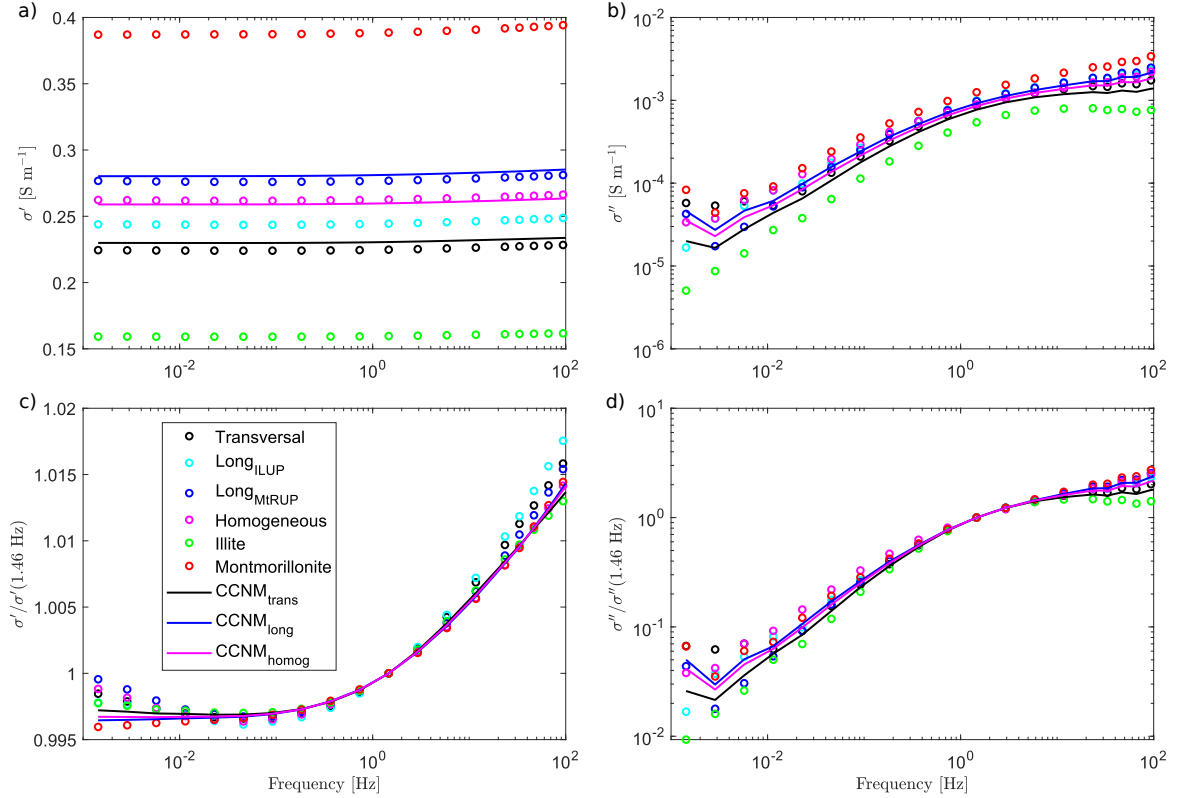 a)
0.4
0.35
0.3
0.25
0.2
0.15
σ′ [S m⁻¹]
10⁻²
10⁰
10²
b)
10⁻²
10⁻³
10⁻⁴
10⁻⁵
10⁻⁶
σ″ [S m⁻¹]
10⁻²
10⁰
10²
c)
1.02
1.015
1.01
1.005
1
0.995
σ′/σ′(1.46 Hz)
Transversal
Long_ILUP
Long_MtRUP
Homogeneous
Illite
Montmorillonite
CCNM_trans
CCNM_long
CCNM_homog
10⁻²
10⁰
10²
Frequency [Hz]
d)
10¹
10⁰
10⁻¹
10⁻²
σ″/σ″(1.46 Hz)
10⁻²
10⁰
10²
Frequency [Hz]